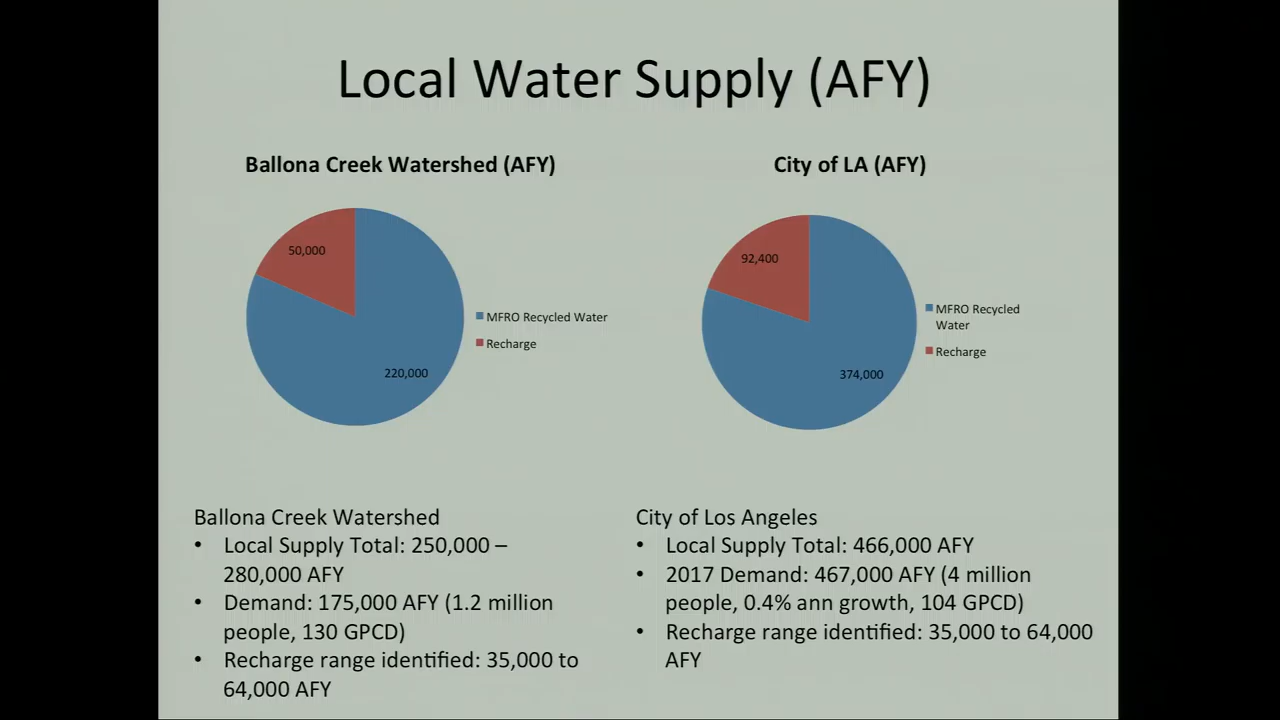 Local Water Supply (AFY)
Ballona Creek Watershed (AFY)
50,000
220,000
MFRO Recycled Water
Recharge
City of LA (AFY)
92,400
374,000
MFRO Recycled
Water
Recharge
Ballona Creek Watershed
• Local Supply Total: 250,000 –
280,000 AFY
• Demand: 175,000 AFY (1.2 million
people, 130 GPCD)
• Recharge range identified: 35,000 to
64,000 AFY
City of Los Angeles
• Local Supply Total: 466,000 AFY
• 2017 Demand: 467,000 AFY (4 million
people, 0.4% ann growth, 104 GPCD)
• Recharge range identified: 35,000 to 64,000
AFY